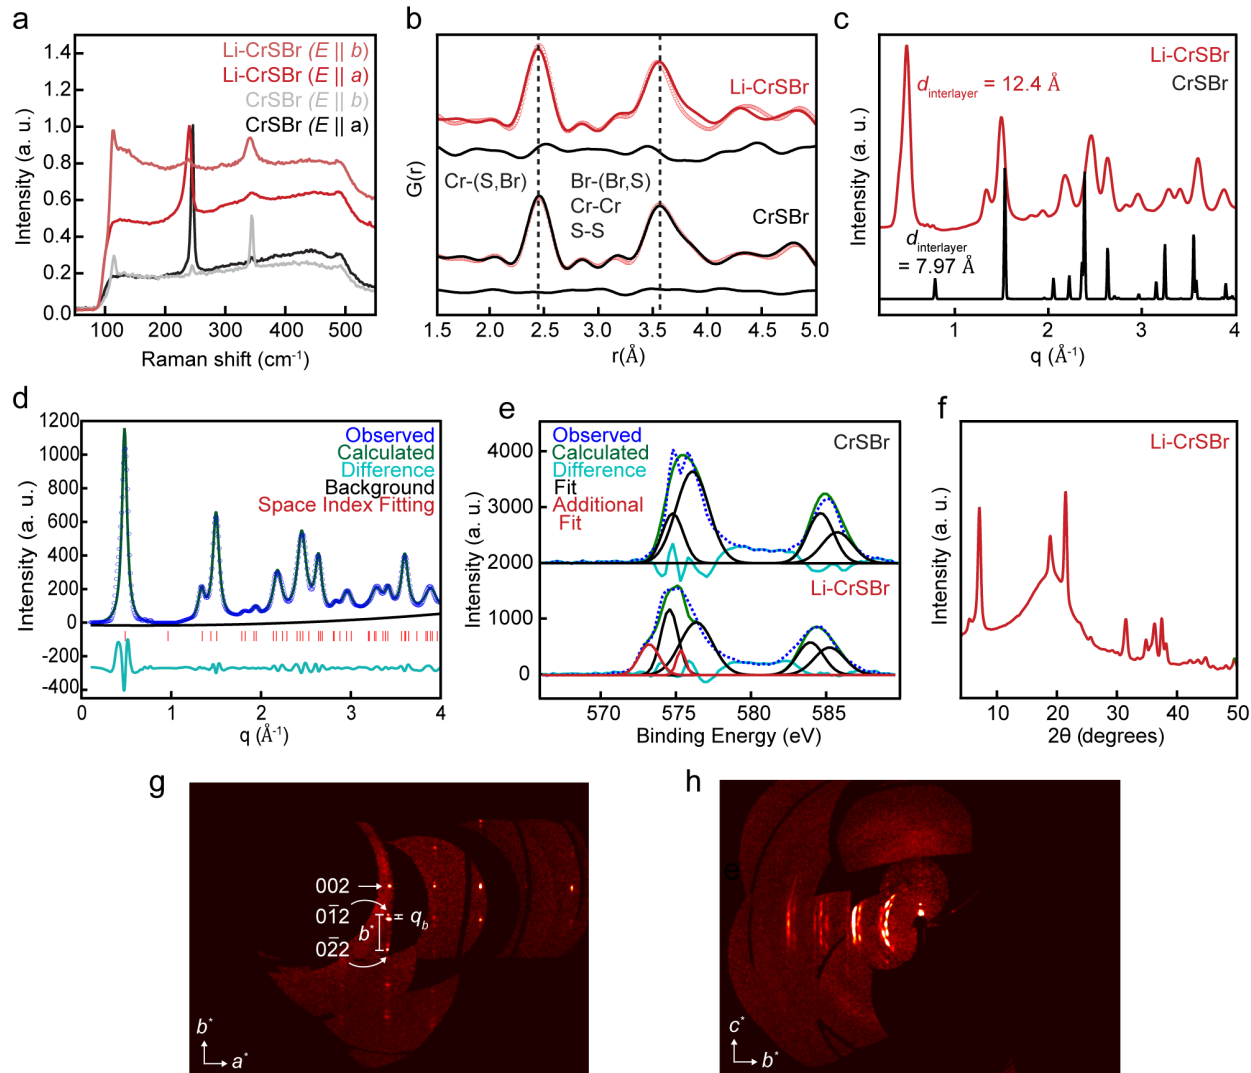 a
Li-CrSBr (E || b)
Li-CrSBr (E || a)
CrSBr (E || b)
CrSBr (E || a)
1.4
1.2
1.0
0.8
0.6
0.4
0.2
0
Intensity (a. u.)
0 100 200 300 400 500
Raman shift (cm⁻¹)
b
Li-CrSBr
Cr-(S,Br)
Br-(Br,S)
Cr-Cr
S-S
CrSBr
G(r)
1.5 2.0 2.5 3.0 3.5 4.0 4.5 5.0
r(Å)
c
Li-CrSBr
CrSBr
d interlayer = 12.4 Å
d interlayer
= 7.97 Å
Intensity (a. u.)
1 2 3 4
q (Å⁻¹)
d
Observed
Calculated
Difference
Background
Space Index Fitting
1200
1000
800
600
400
200
0
-200
-400
Intensity (a. u.)
0 1 2 3 4
q (Å⁻¹)
e
Observed
Calculated
Difference
Fit
Additional
Fit
CrSBr
Li-CrSBr
4000
3000
2000
1000
0
Intensity (a. u.)
570 575 580 585
Binding Energy (eV)
f
Li-CrSBr
Intensity (a. u.)
10 20 30 40 50
2θ (degrees)
g
002
01̄2
02̄2
b*
q_b
b*
a*
h
e
c*
b*